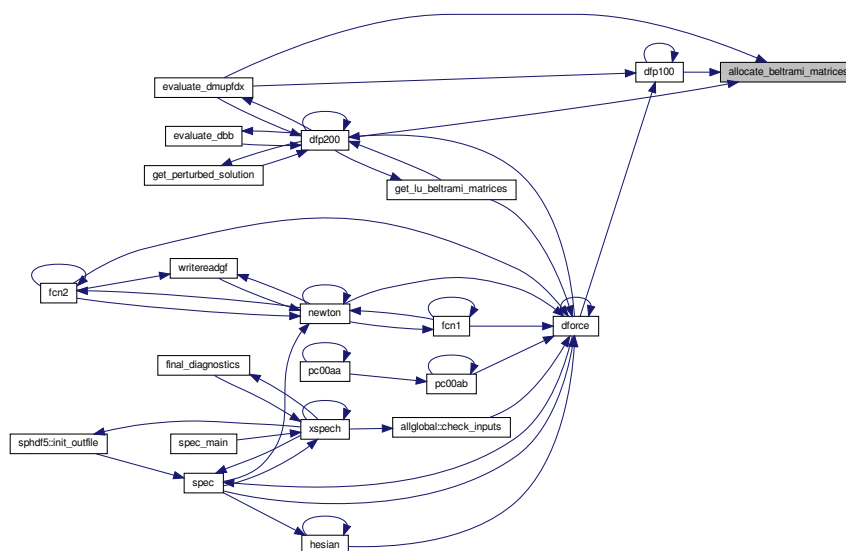 dfp100
allocate_beltrami_matrices
evaluate_dmupfdx
evaluate_dbb
dfp200
get_perturbed_solution
get_lu_beltrami_matrices
writereadgf
fcn2
newton
fcn1
dforce
final_diagnostics
pc00aa
pc00ab
sphdf5::init_outfile
spec_main
xspech
allglobal::check_inputs
spec
hesian